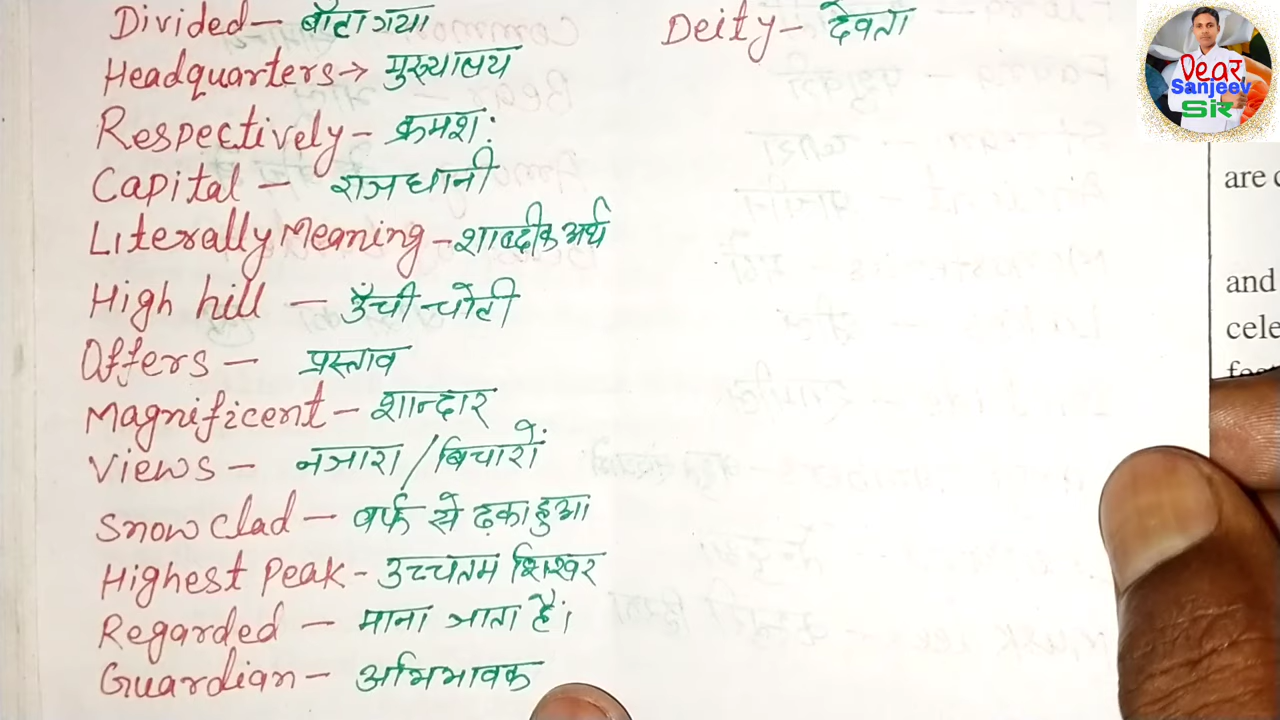 Divided - बाँटा गया
Headquarters → मुख्यालय
Respectively - क्रमश:
Capital - राजधानी
Literally Meaning - शाब्दीक अर्थ
High hill - उँची चोटी
Offers - प्रस्ताव
Magnificent - शान्दार
Views - नजारा / बिचारों
Snow clad - बर्फ से ढ़का हुआ
Highest Peak - उच्चतम शिखर
Regarded - माना जाता है।
Guardian - अभिभावक
Deity - देवता
Dear
Sanjeev
Sir
are
and
cele